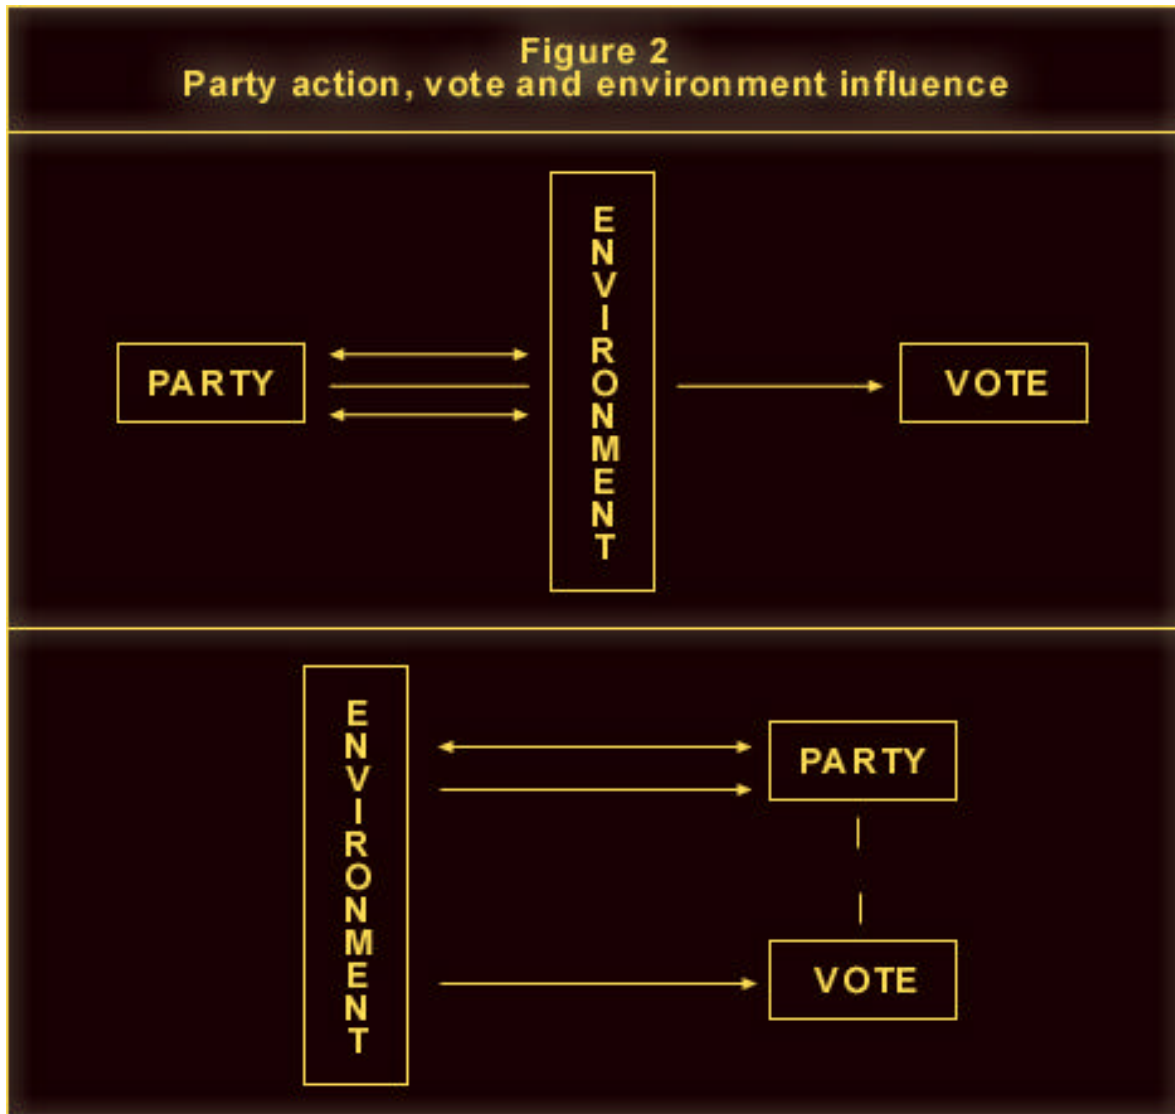 Figure 2
Party action, vote and environment influence
ENVIRONMENT
PARTY
VOTE
ENVIRONMENT
PARTY
VOTE